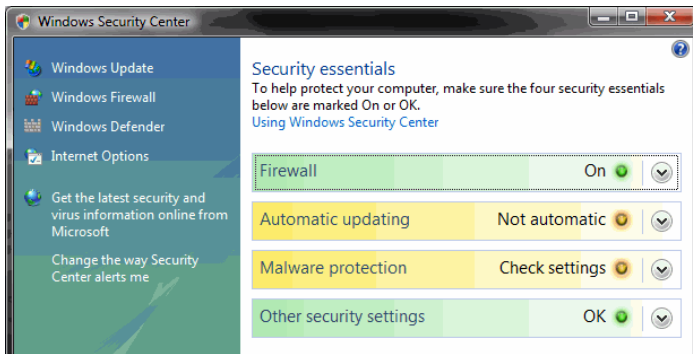 Windows Security Center
Windows Update
Windows Firewall
Windows Defender
Internet Options
Get the latest security and
virus information online from
Microsoft
Change the way Security
Center alerts me
Security essentials
To help protect your computer, make sure the four security essentials
below are marked On or OK.
Using Windows Security Center
Firewall On
Automatic updating Not automatic
Malware protection Check settings
Other security settings OK